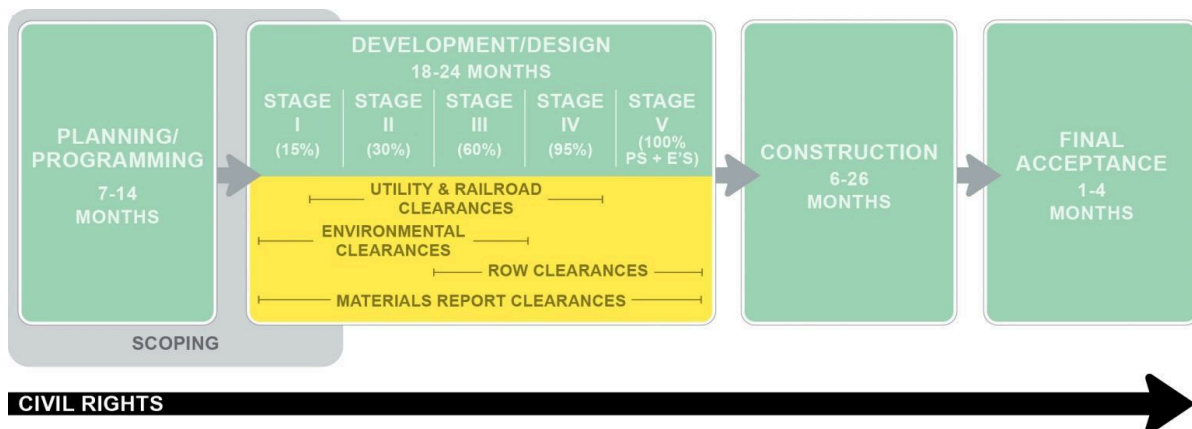 PLANNING/
PROGRAMMING
7-14
MONTHS
SCOPING
DEVELOPMENT/DESIGN
18-24 MONTHS
STAGE
I
(15%)
STAGE
II
(30%)
STAGE
III
(60%)
STAGE
IV
(95%)
STAGE
V
(100%
PS + E'S)
UTILITY & RAILROAD
CLEARANCES
ENVIRONMENTAL
CLEARANCES
ROW CLEARANCES
MATERIALS REPORT CLEARANCES
CONSTRUCTION
6-26
MONTHS
FINAL
ACCEPTANCE
1-4
MONTHS
CIVIL RIGHTS